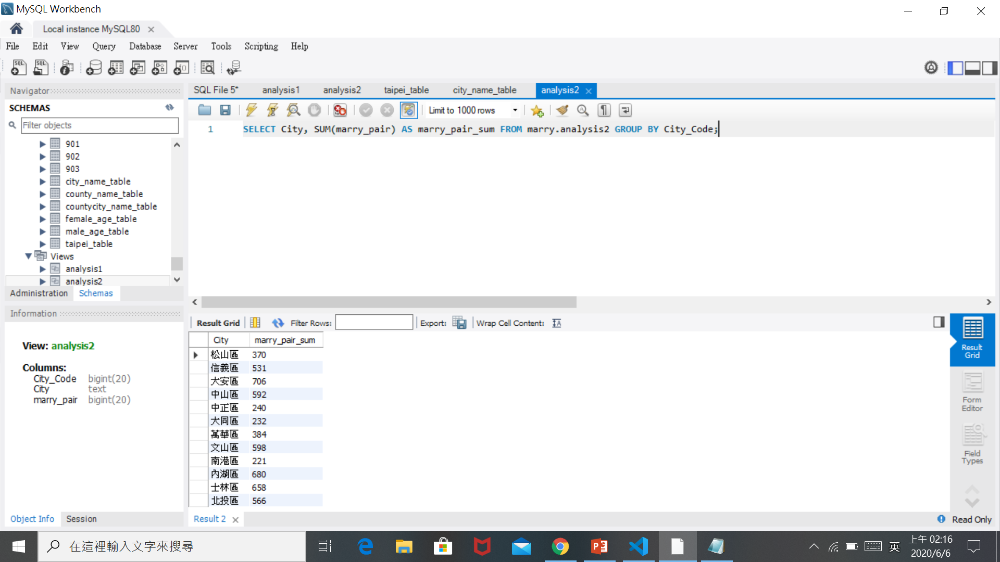 MySQL Workbench
Local instance MySQL80
File Edit View Query Database Server Tools Scripting Help
Navigator
SCHEMAS
Filter objects
901
902
903
city_name_table
county_name_table
countycity_name_table
female_age_table
male_age_table
taipei_table
Views
analysis1
analysis2
Administration Schemas
Information
View: analysis2
Columns:
City_Code bigint(20)
City text
marry_pair bigint(20)
Object Info Session
SQL File 5* analysis1 analysis2 taipei_table city_name_table analysis2
Limit to 1000 rows
1 SELECT City, SUM(marry_pair) AS marry_pair_sum FROM marry.analysis2 GROUP BY City_Code;
Result Grid Filter Rows: Export: Wrap Cell Content:
City marry_pair_sum
松山區 370
信義區 531
大安區 706
中山區 592
中正區 240
大同區 232
萬華區 384
文山區 598
南港區 221
內湖區 680
士林區 658
北投區 566
Result Grid
Form Editor
Field Types
Result 2
Read Only
在這裡輸入文字來搜尋
英
上午 02:16
2020/6/6